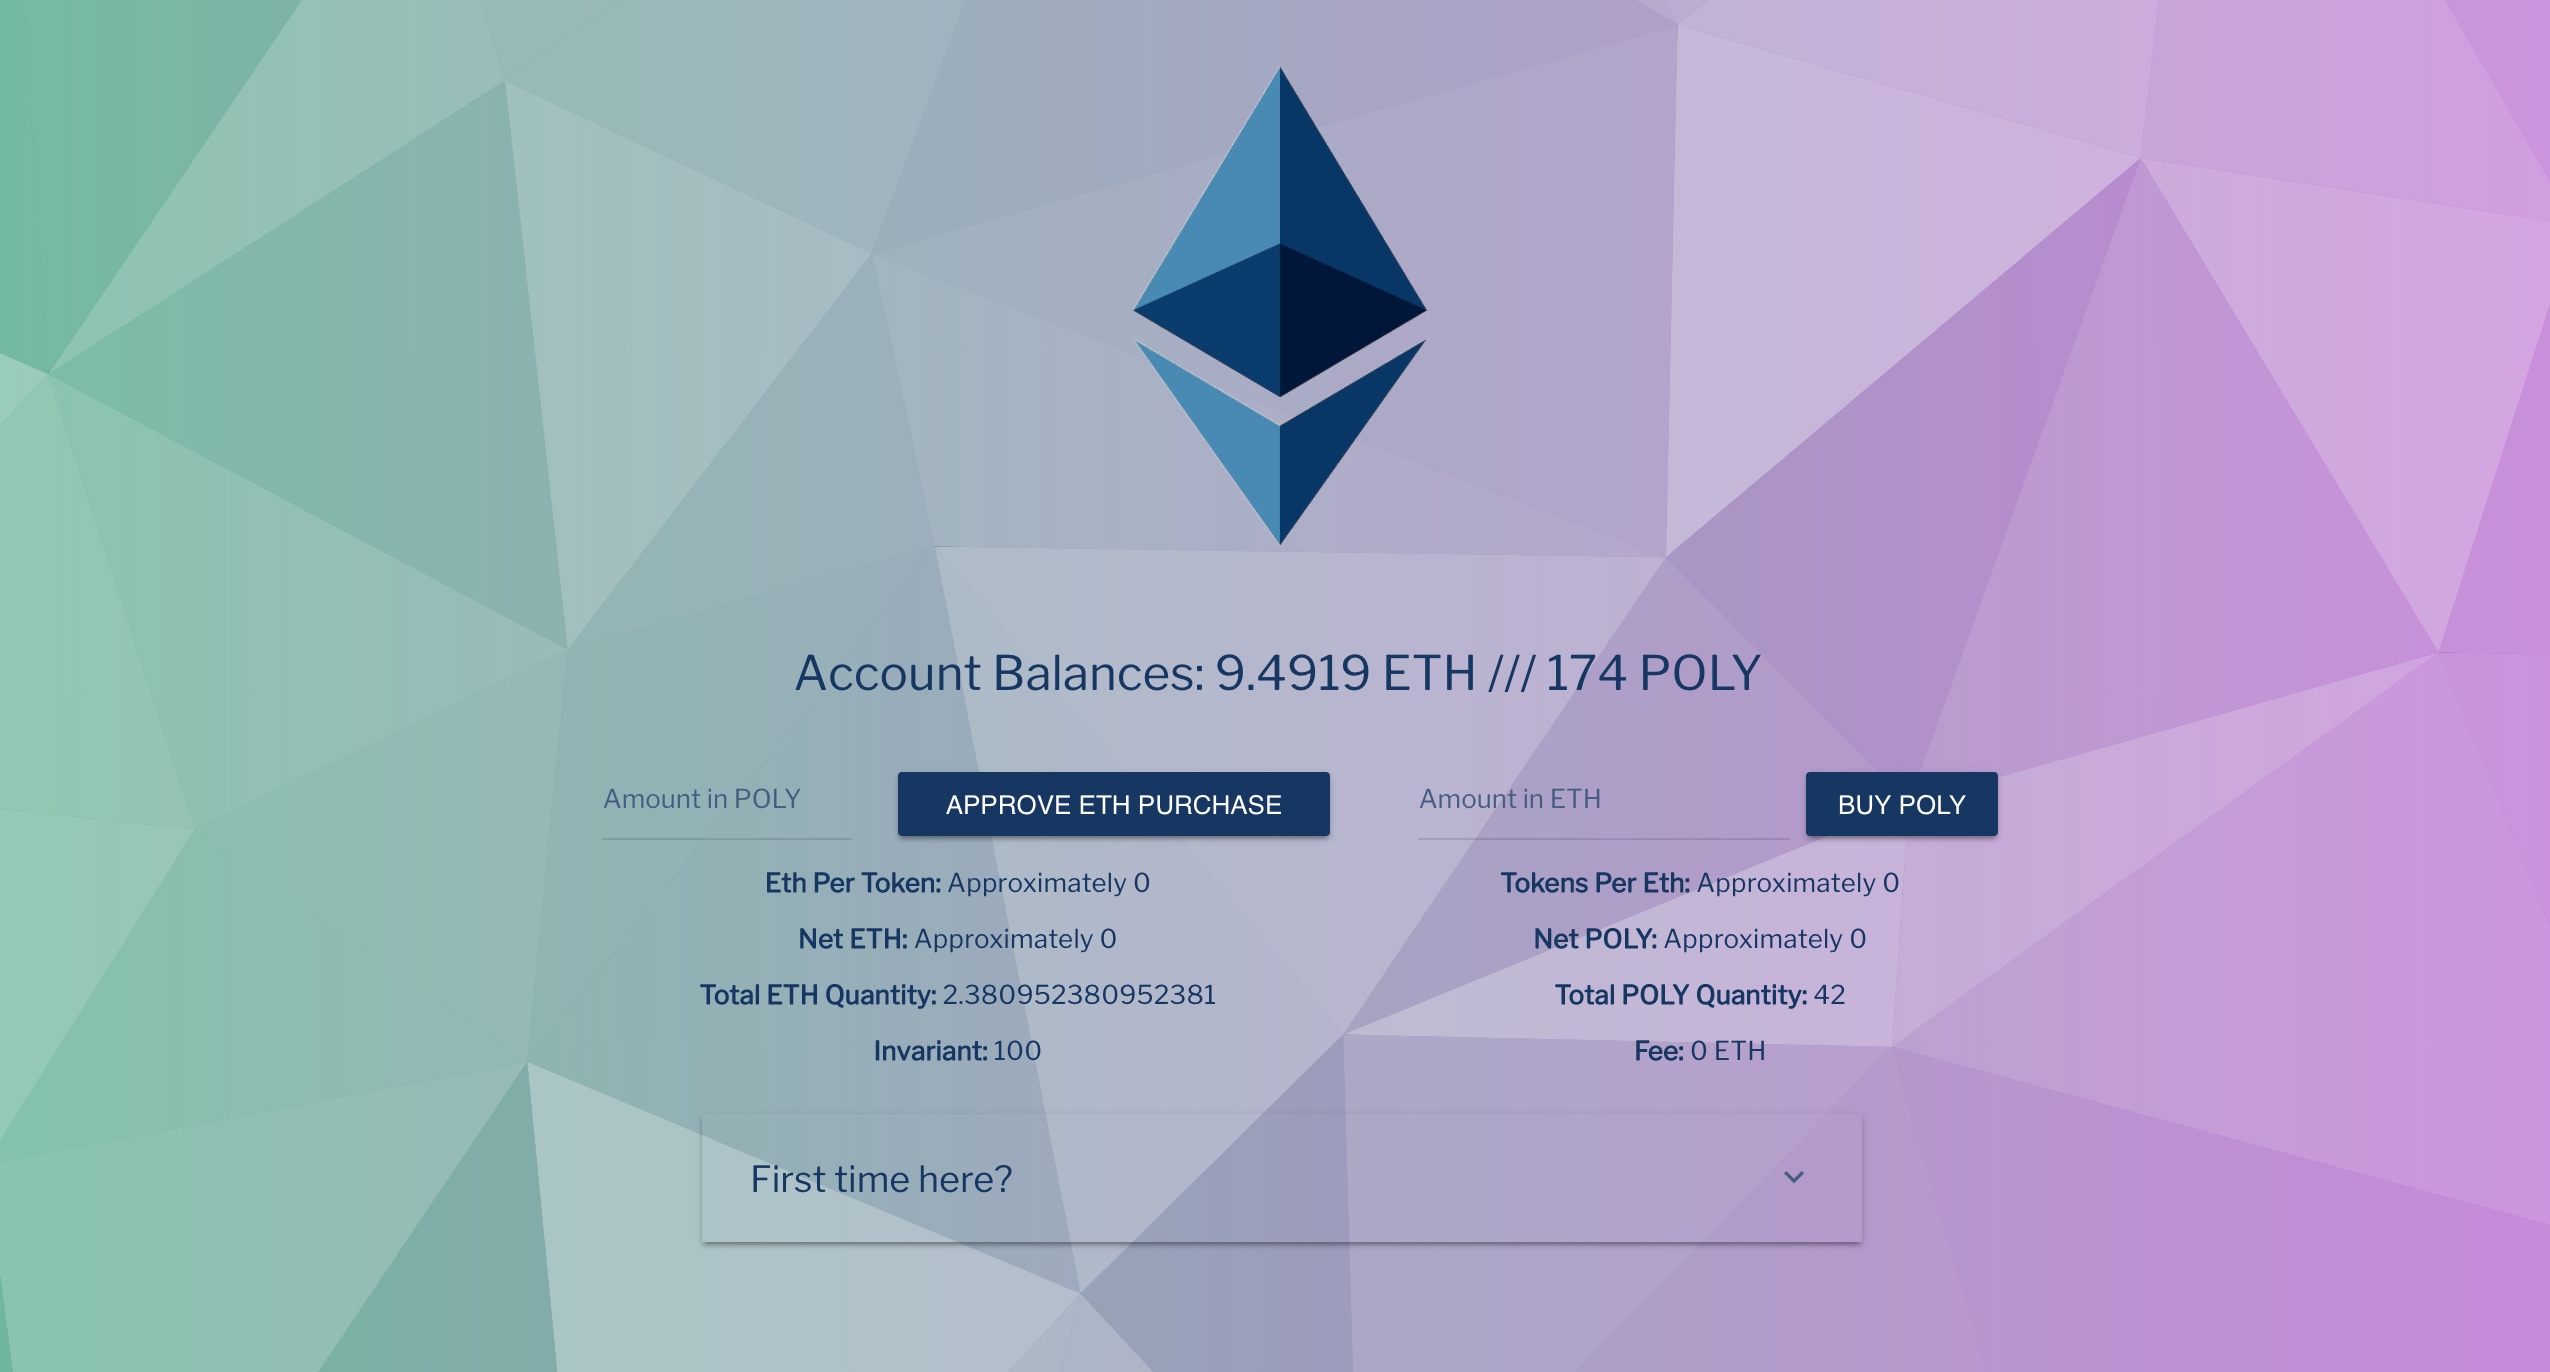 Account Balances: 9.4919 ETH /// 174 POLY
Amount in POLY
APPROVE ETH PURCHASE
Amount in ETH
BUY POLY
Eth Per Token: Approximately 0
Net ETH: Approximately 0
Total ETH Quantity: 2.380952380952381
Invariant: 100
Tokens Per Eth: Approximately 0
Net POLY: Approximately 0
Total POLY Quantity: 42
Fee: 0 ETH
First time here?